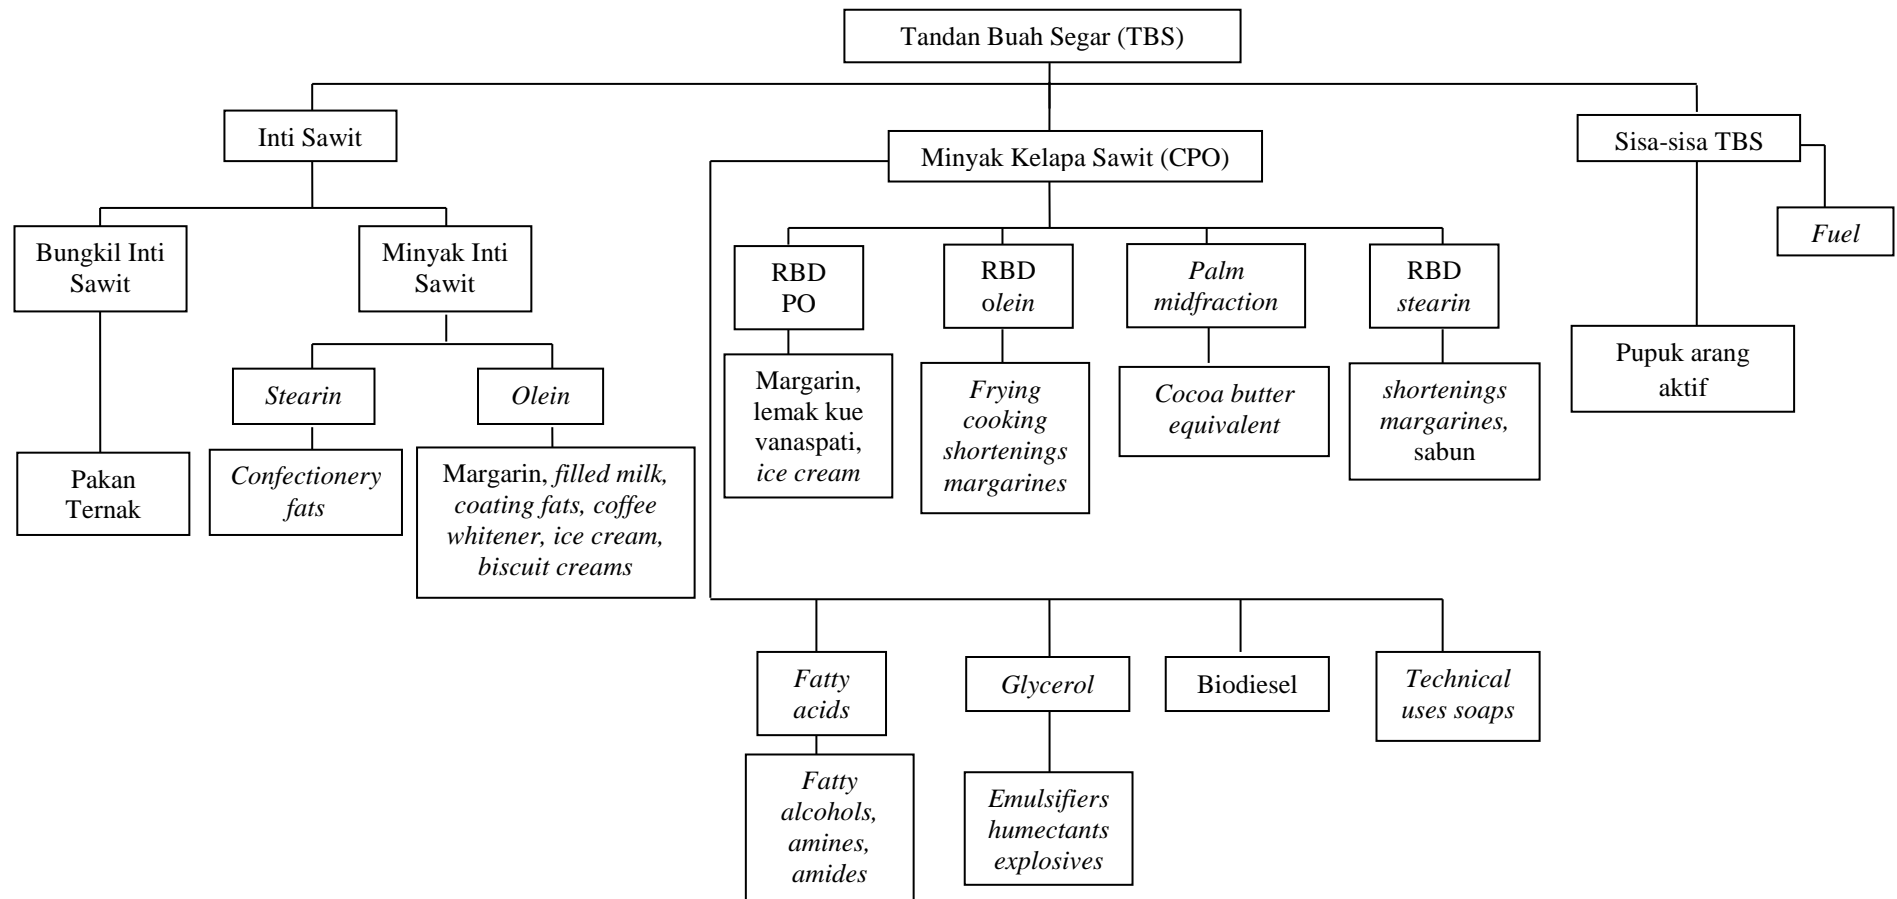 Tandan Buah Segar (TBS)
Inti Sawit
Minyak Kelapa Sawit (CPO)
Sisa-sisa TBS
Fuel
Bungkil Inti
Sawit
Minyak Inti
Sawit
RBD
PO
RBD
olein
Palm
midfraction
RBD
stearin
Pupuk arang
aktif
Stearin
Olein
Margarin,
lemak kue
vanaspati,
ice cream
Frying
cooking
shortenings
margarines
Cocoa butter
equivalent
shortenings
margarines,
sabun
Pakan
Ternak
Confectionery
fats
Margarin, filled milk,
coating fats, coffee
whitener, ice cream,
biscuit creams
Fatty
acids
Glycerol
Biodiesel
Technical
uses soaps
Fatty
alcohols,
amines,
amides
Emulsifiers
humectants
explosives